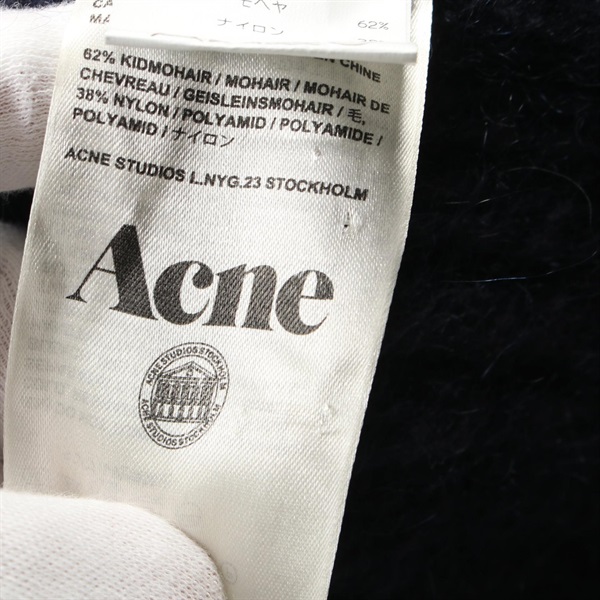 CA
モヘヤ
MA
ナイロン 62%
CHINE
62% KIDMOHAIR / MOHAIR / MOHAIR DE
CHEVREAU / GEISLEINSMOHAIR / 毛,
38% NYLON / POLYAMID / POLYAMIDE /
POLYAMID / ナイロン
ACNE STUDIOS L.NYG.23 STOCKHOLM
Acne
ACNE STUDIOS STOCKHOLM
ACNE STUDIOS STOCKHOLM